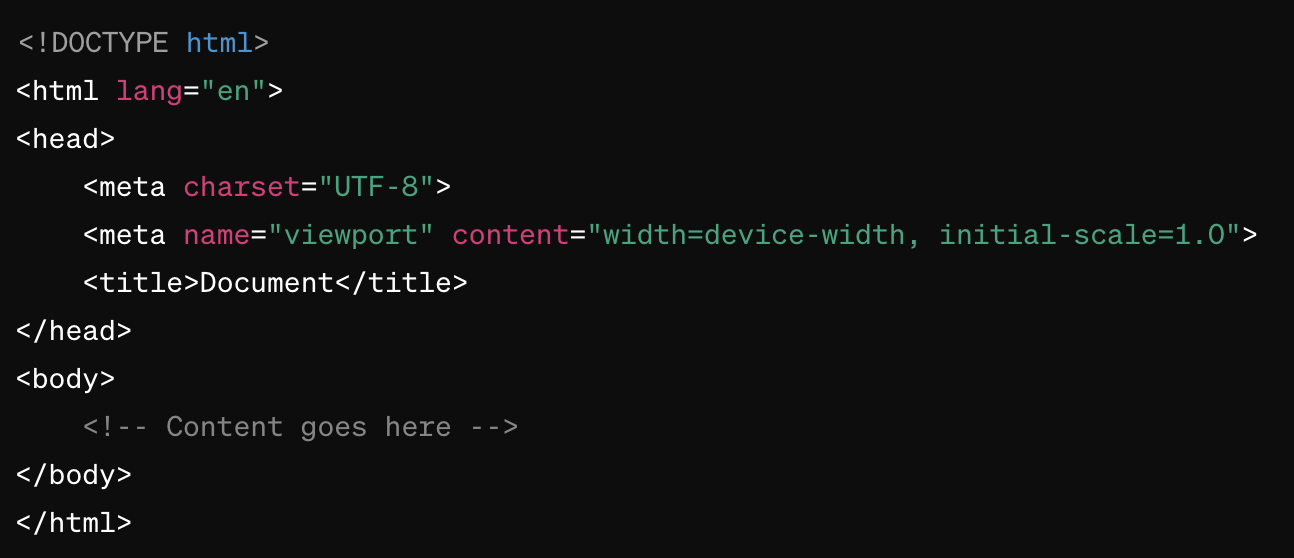 <!DOCTYPE html>
<html lang="en">
<head>
    <meta charset="UTF-8">
    <meta name="viewport" content="width=device-width, initial-scale=1.0">
    <title>Document</title>
</head>
<body>
    <!-- Content goes here -->
</body>
</html>